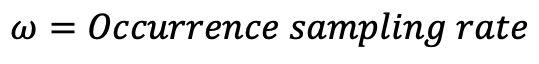 ω = Occurrence sampling rate